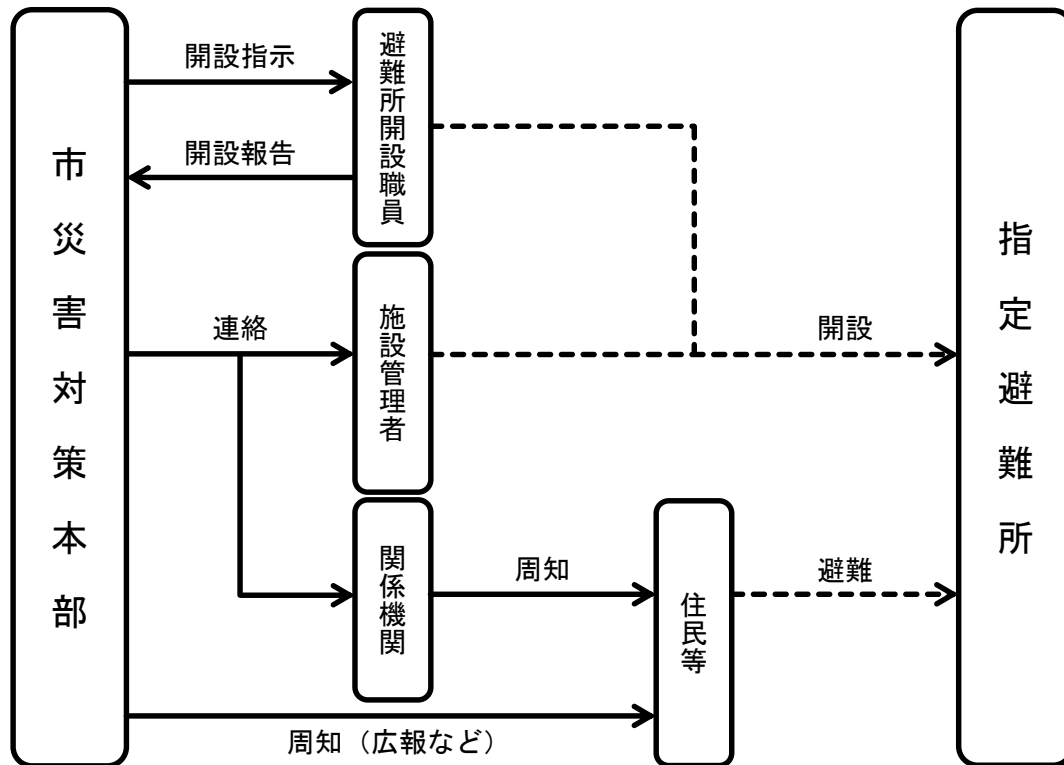 市災害対策本部
開設指示
開設報告
避難所開設職員
連絡
施設管理者
開設
指定避難所
関係機関
周知
住民等
避難
周知（広報など）